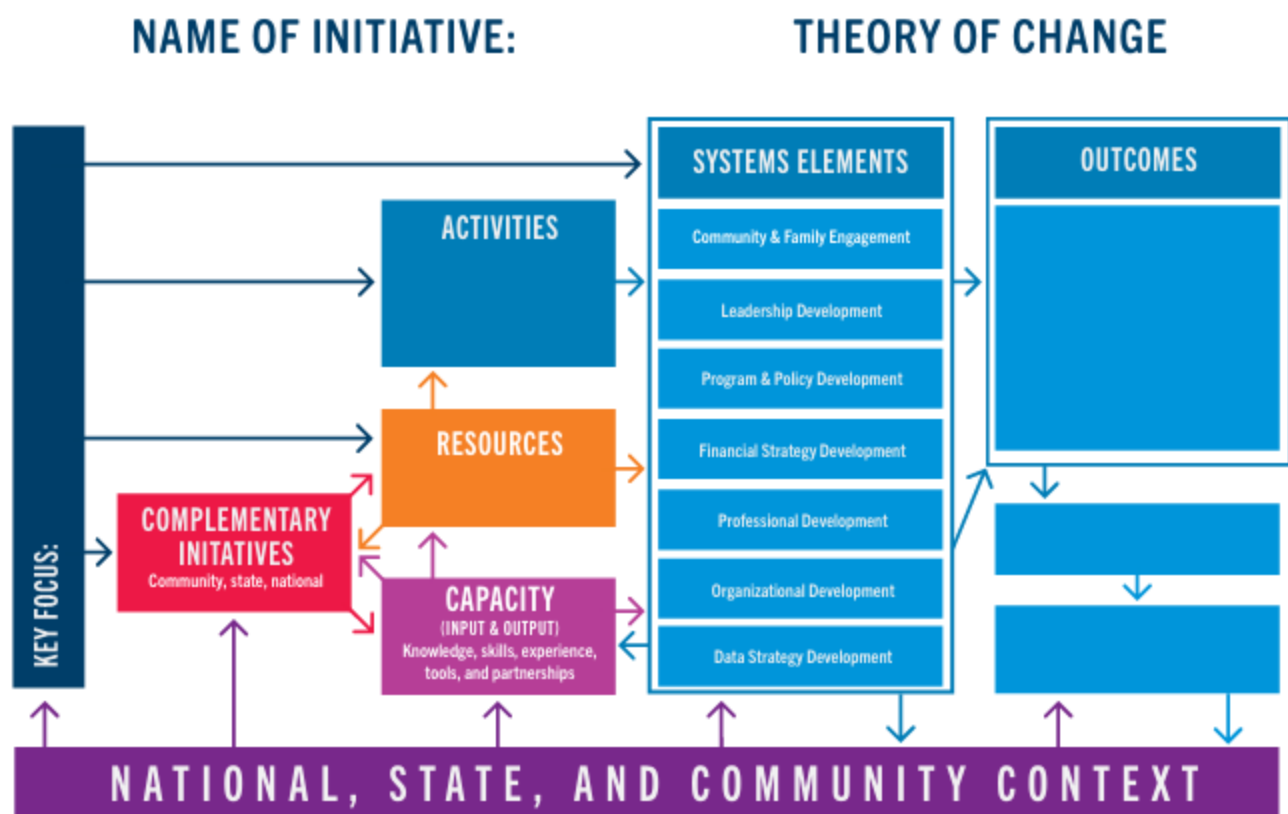 NAME OF INITIATIVE:
THEORY OF CHANGE
KEY FOCUS:
COMPLEMENTARY
INITATIVES
Community, state, national
ACTIVITIES
RESOURCES
CAPACITY
(INPUT & OUTPUT)
Knowledge, skills, experience,
tools, and partnerships
SYSTEMS ELEMENTS
Community & Family Engagement
Leadership Development
Program & Policy Development
Financial Strategy Development
Professional Development
Organizational Development
Data Strategy Development
OUTCOMES
NATIONAL, STATE, AND COMMUNITY CONTEXT